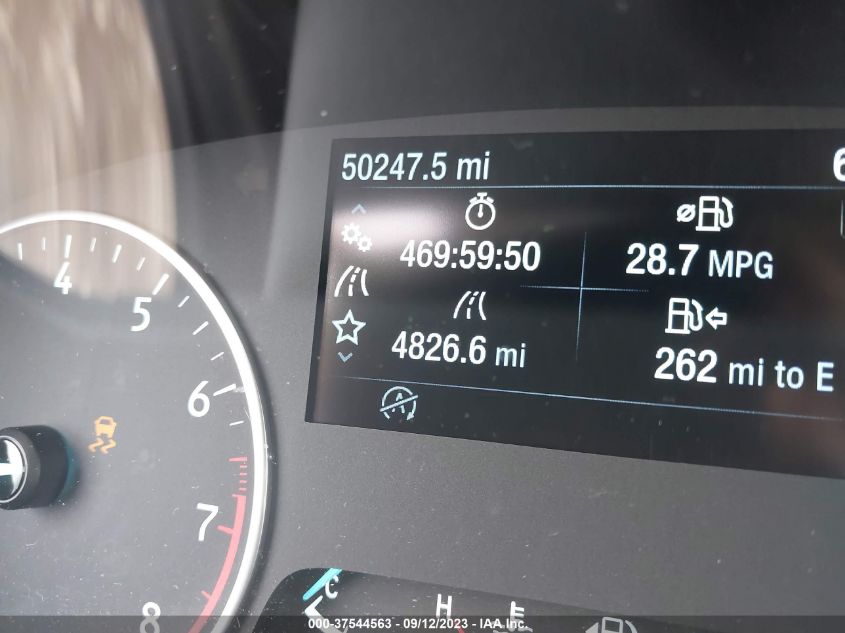 50247.5 mi
6
469:59:50
28.7 MPG
4826.6 mi
262 mi to E
A
4
5
6
7
8
C
H
000-37544563 - 09/12/2023 - IAA Inc.